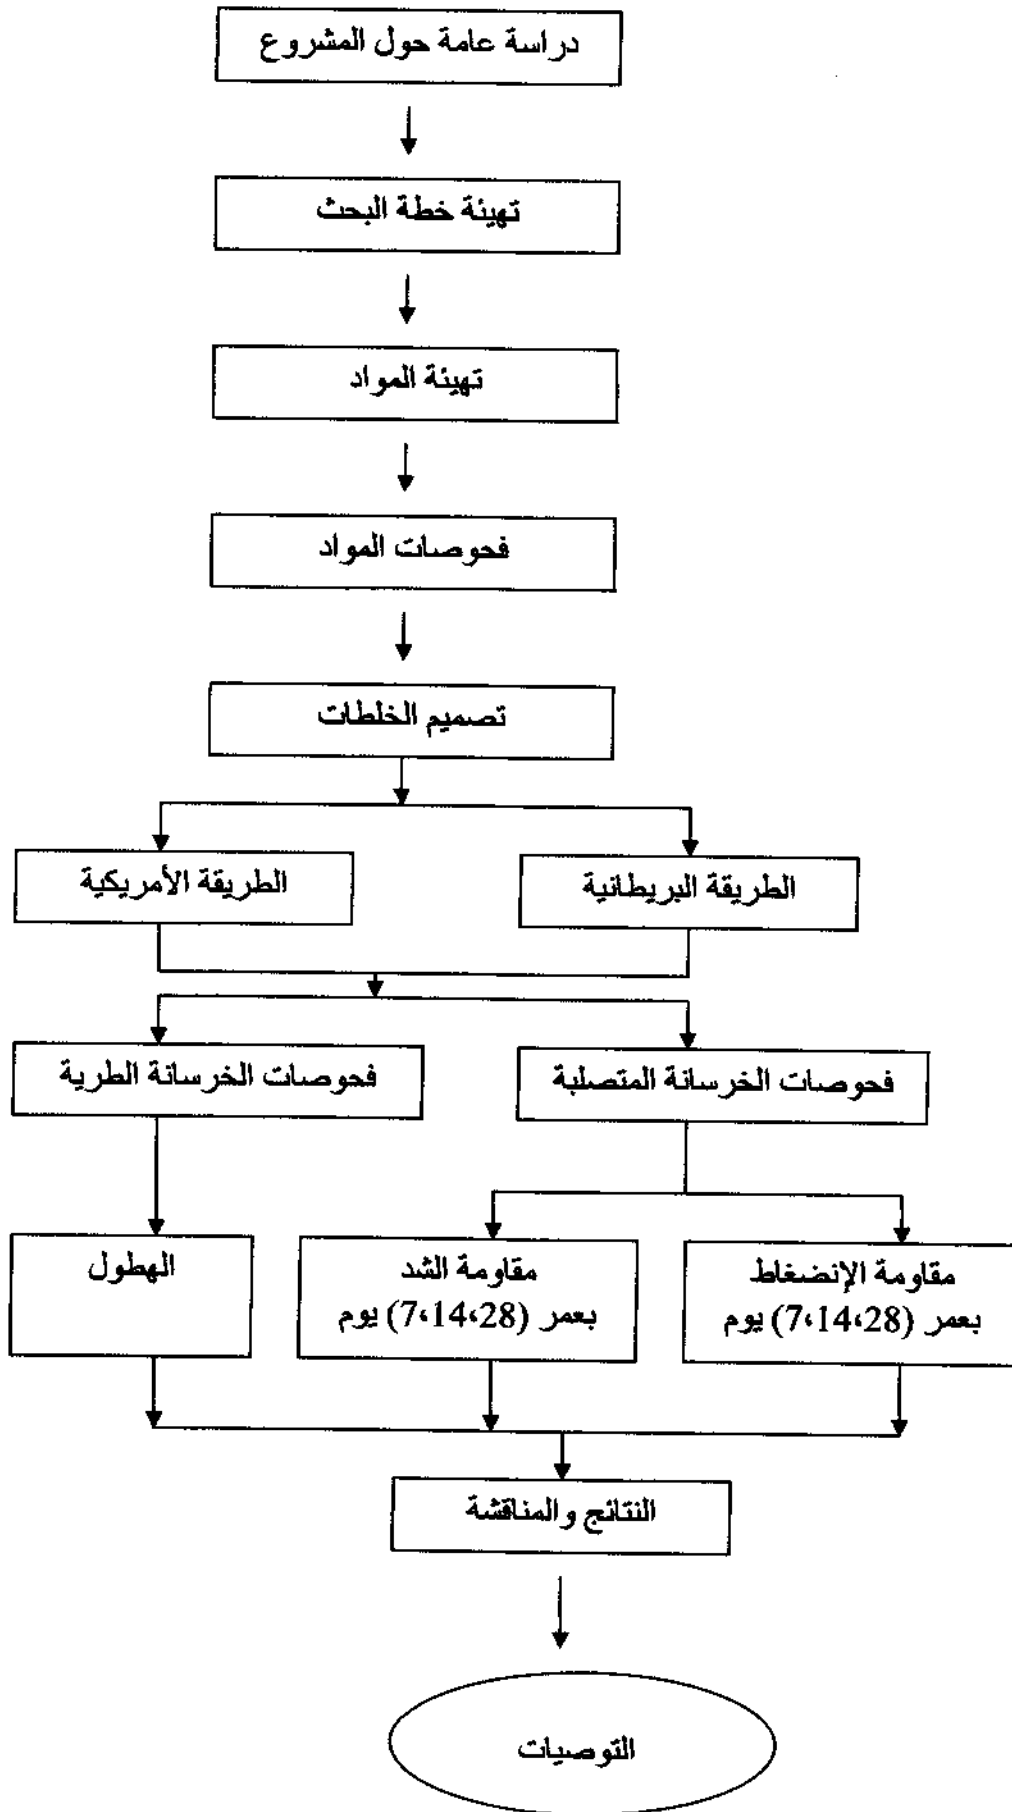 دراسة عامة حول المشروع
تهيئة خطة البحث
تهيئة المواد
فحوصات المواد
تصميم الخلطات
الطريقة البريطانية
الطريقة الأمريكية
فحوصات الخرسانة المتصلبة
فحوصات الخرسانة الطرية
مقاومة الإنضغاط
بعمر (7،14،28) يوم
مقاومة الشد
بعمر (7،14،28) يوم
الهطول
النتائج والمناقشة
التوصيات